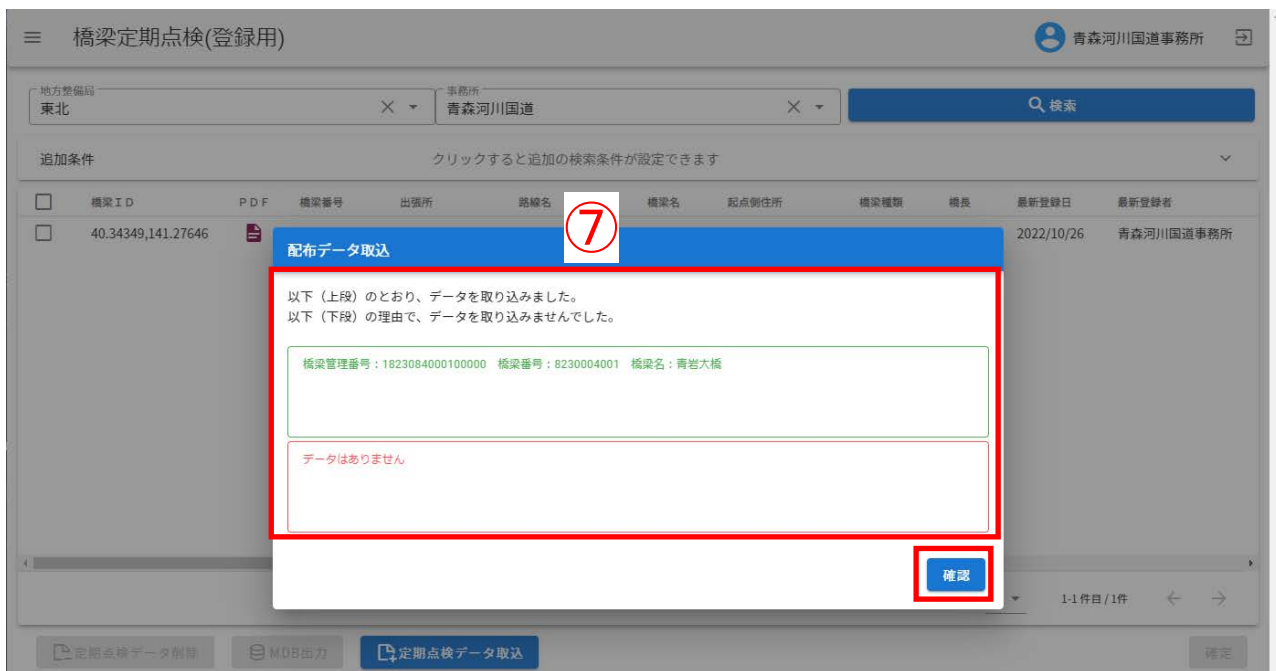 橋梁定期点検(登録用)
青森河川国道事務所
地方整備局
東北
事務所
青森河川国道
検索
追加条件
クリックすると追加の検索条件が設定できます
橋梁ID PDF 橋梁番号 出張所 路線名 橋梁名 起点側住所 橋梁種類 橋長 最新登録日 最新登録者
40.34349,141.27646 2022/10/26 青森河川国道事務所
⑦
配布データ取込
以下(上段)のとおり、データを取り込みました。
以下(下段)の理由で、データを取り込みませんでした。
橋梁管理番号:1823084000100000 橋梁番号:8230004001 橋梁名:青岩大橋
データはありません
確認
1-1 件目 / 1件
定期点検データ削除
MDB出力
定期点検データ取込
確定